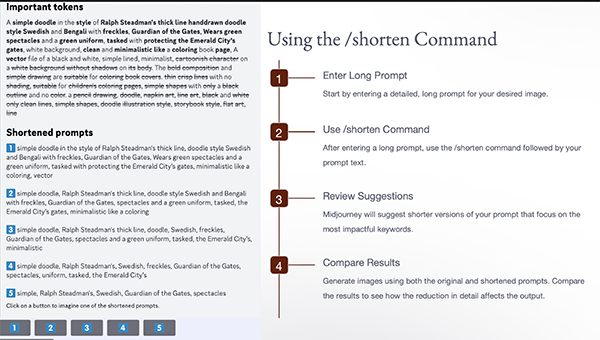 Important tokens
A simple doodle in the style of Ralph Steadman's thick line handdrawn doodle
style Swedish and Bengali with freckles, Guardian of the Gates, Wears green
spectacles and a green uniform, tasked with protecting the Emerald City's
gates, white background, clean and minimalistic like a coloring book page, A
vector file of a black and white, simple lined, minimalist, cartoonish character on
a white background without shadows on its body. The bold composition and
simple drawing are suitable for coloring book covers. thin crisp lines with no
shading, suitable for children's coloring pages, simple shapes with only a black
outline and no color. a pencil drawing, doodle, napkin art, line art, black and white
only clean lines, simple shapes, doodle illustration style, storybook style, flat art,
line
Shortened prompts
1 simple doodle in the style of Ralph Steadman's thick line, doodle style Swedish
and Bengali with freckles, Guardian of the Gates, Wears green spectacles and a
green uniform, tasked with protecting the Emerald City's gates, minimalistic like a
coloring, vector
2 simple doodle, Ralph Steadman's thick line, doodle style Swedish and Bengali
with freckles, Guardian of the Gates, spectacles and a green uniform, tasked, the
Emerald City's gates, minimalistic like a coloring
3 simple doodle, Ralph Steadman's thick line, doodle, Swedish, freckles,
Guardian of the Gates, spectacles and a green uniform, tasked, the Emerald City's,
minimalistic
4 simple doodle, Ralph Steadman's, Swedish, freckles, Guardian of the Gates,
spectacles, uniform, tasked, the Emerald City's
5 simple, Ralph Steadman's, Swedish, Guardian of the Gates, spectacles
Click on a button to imagine one of the shortened prompts.
1 2 3 4 5
Using the /shorten Command
1 Enter Long Prompt
Start by entering a detailed, long prompt for your desired image.
2 Use /shorten Command
After entering a long prompt, use the /shorten command followed by your
prompt text.
3 Review Suggestions
Midjourney will suggest shorter versions of your prompt that focus on the
most impactful keywords.
4 Compare Results
Generate images using both the original and shortened prompts. Compare
the results to see how the reduction in detail affects the output.